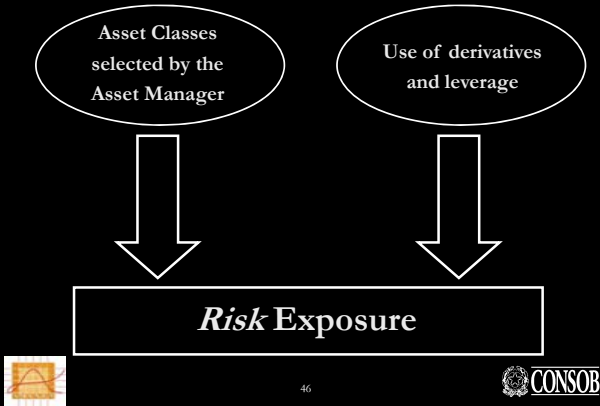 Asset Classes
selected by the
Asset Manager
Use of derivatives
and leverage
Risk Exposure
46
CONSOB